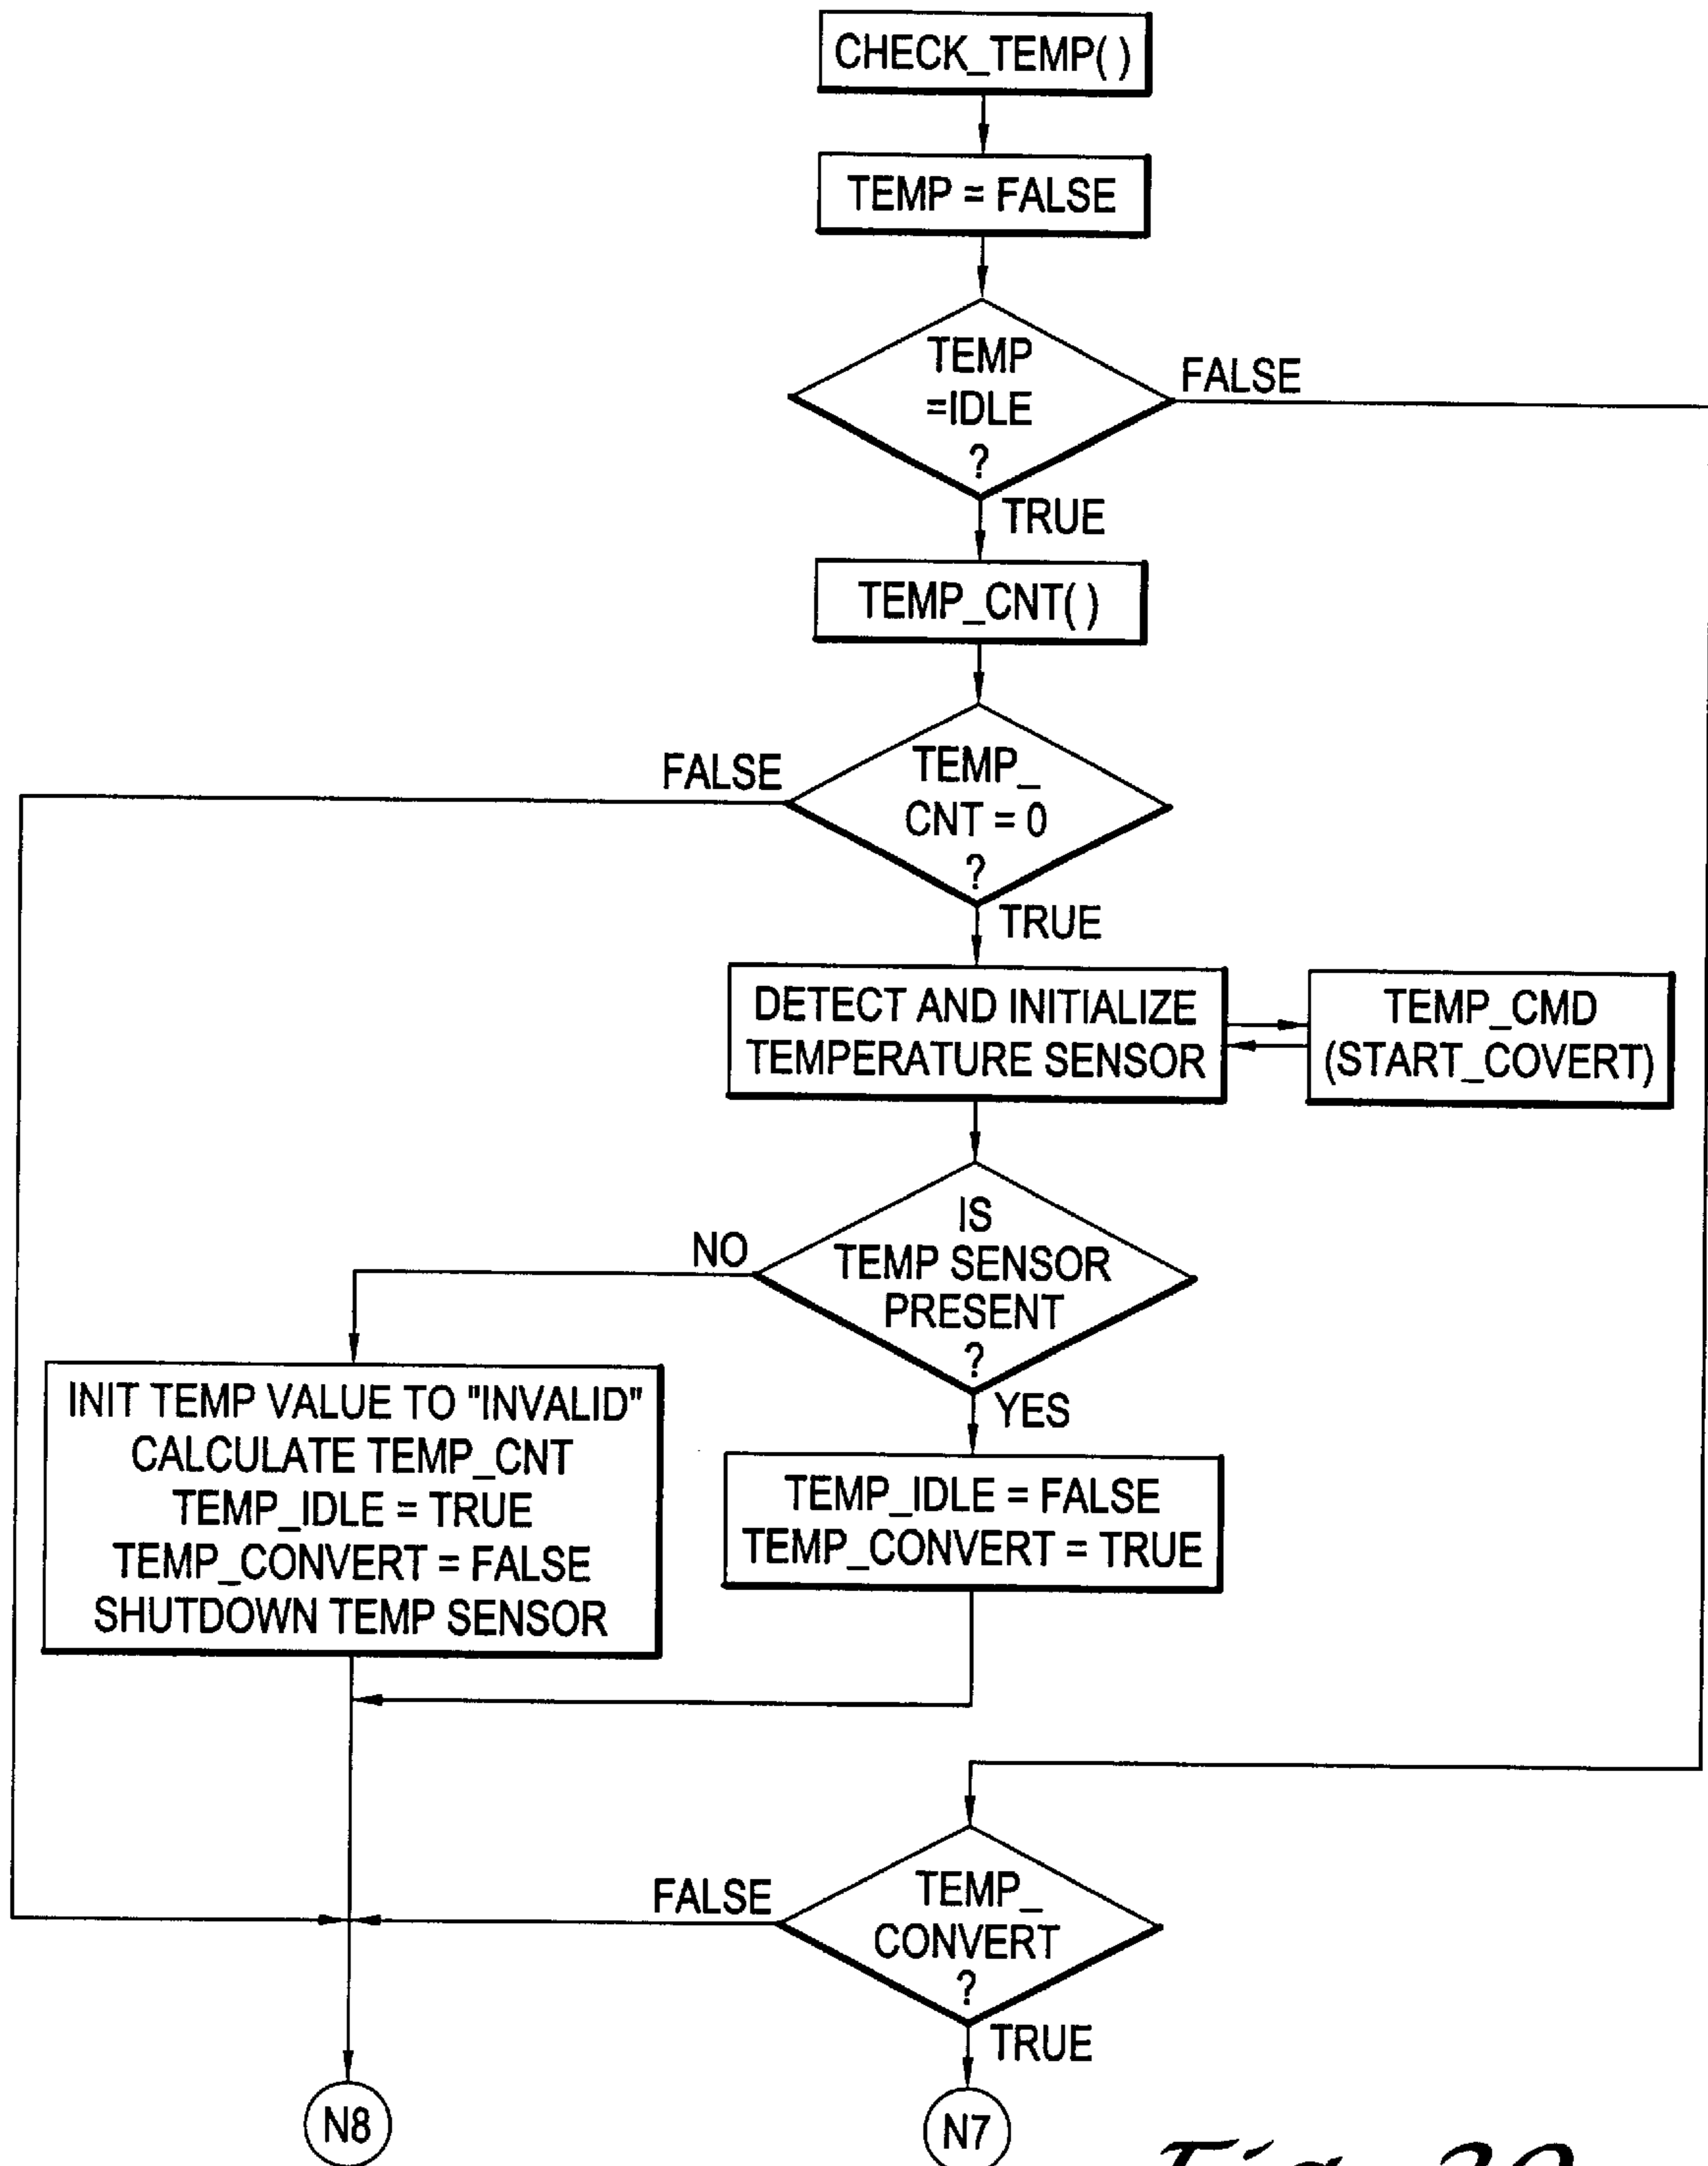 CHECK_TEMP( )
TEMP = FALSE
TEMP
=IDLE
?
FALSE
TRUE
TEMP_CNT( )
FALSE
TEMP_
CNT = 0
?
TRUE
DETECT AND INITIALIZE
TEMPERATURE SENSOR
TEMP_CMD
(START_COVERT)
IS
TEMP SENSOR
PRESENT
?
NO
YES
INIT TEMP VALUE TO "INVALID"
CALCULATE TEMP_CNT
TEMP_IDLE = TRUE
TEMP_CONVERT = FALSE
SHUTDOWN TEMP SENSOR
TEMP_IDLE = FALSE
TEMP_CONVERT = TRUE
FALSE
TEMP_
CONVERT
?
TRUE
N8
N7